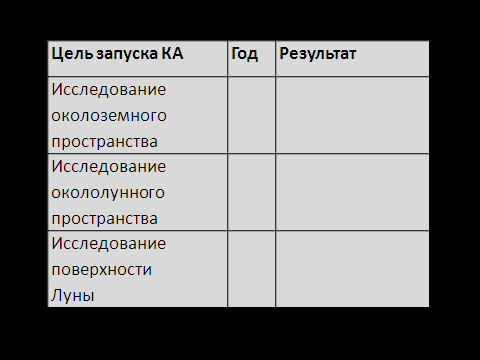 Цель запуска КА Год Результат
Исследование
околоземного
пространства
Исследование
окололунного
пространства
Исследование
поверхности
Луны